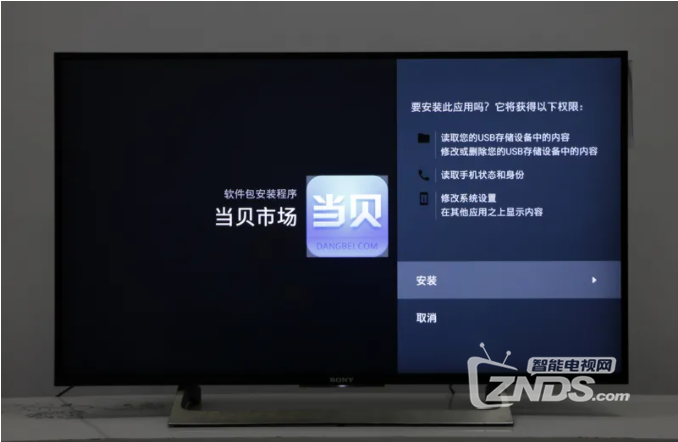 要安装此应用吗？它将获得以下权限：
读取您的USB存储设备中的内容
修改或删除您的USB存储设备中的内容
读取手机状态和身份
修改系统设置
在其他应用之上显示内容
软件包安装程序
当贝市场
当贝
DANGBEI.COM
安装
取消
SONY
智能电视网
ZNDS.com